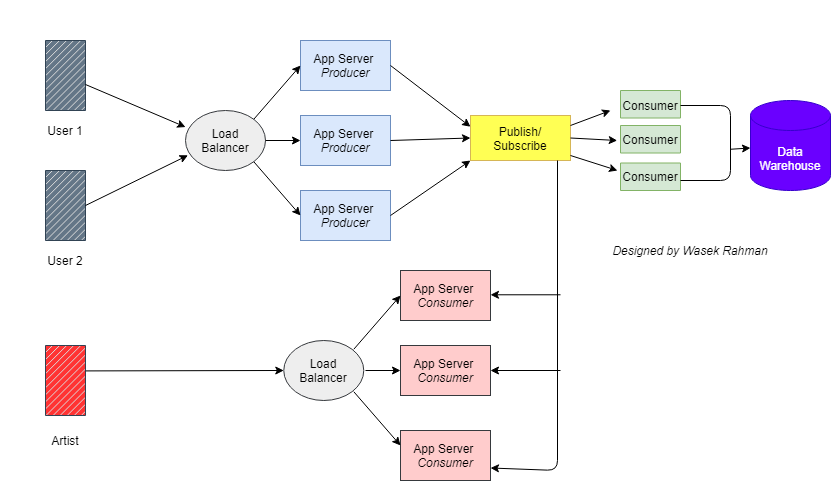 User 1
User 2
Load
Balancer
App Server
Producer
App Server
Producer
App Server
Producer
Publish/
Subscribe
Consumer
Consumer
Consumer
Data
Warehouse
Designed by Wasek Rahman
Artist
Load
Balancer
App Server
Consumer
App Server
Consumer
App Server
Consumer